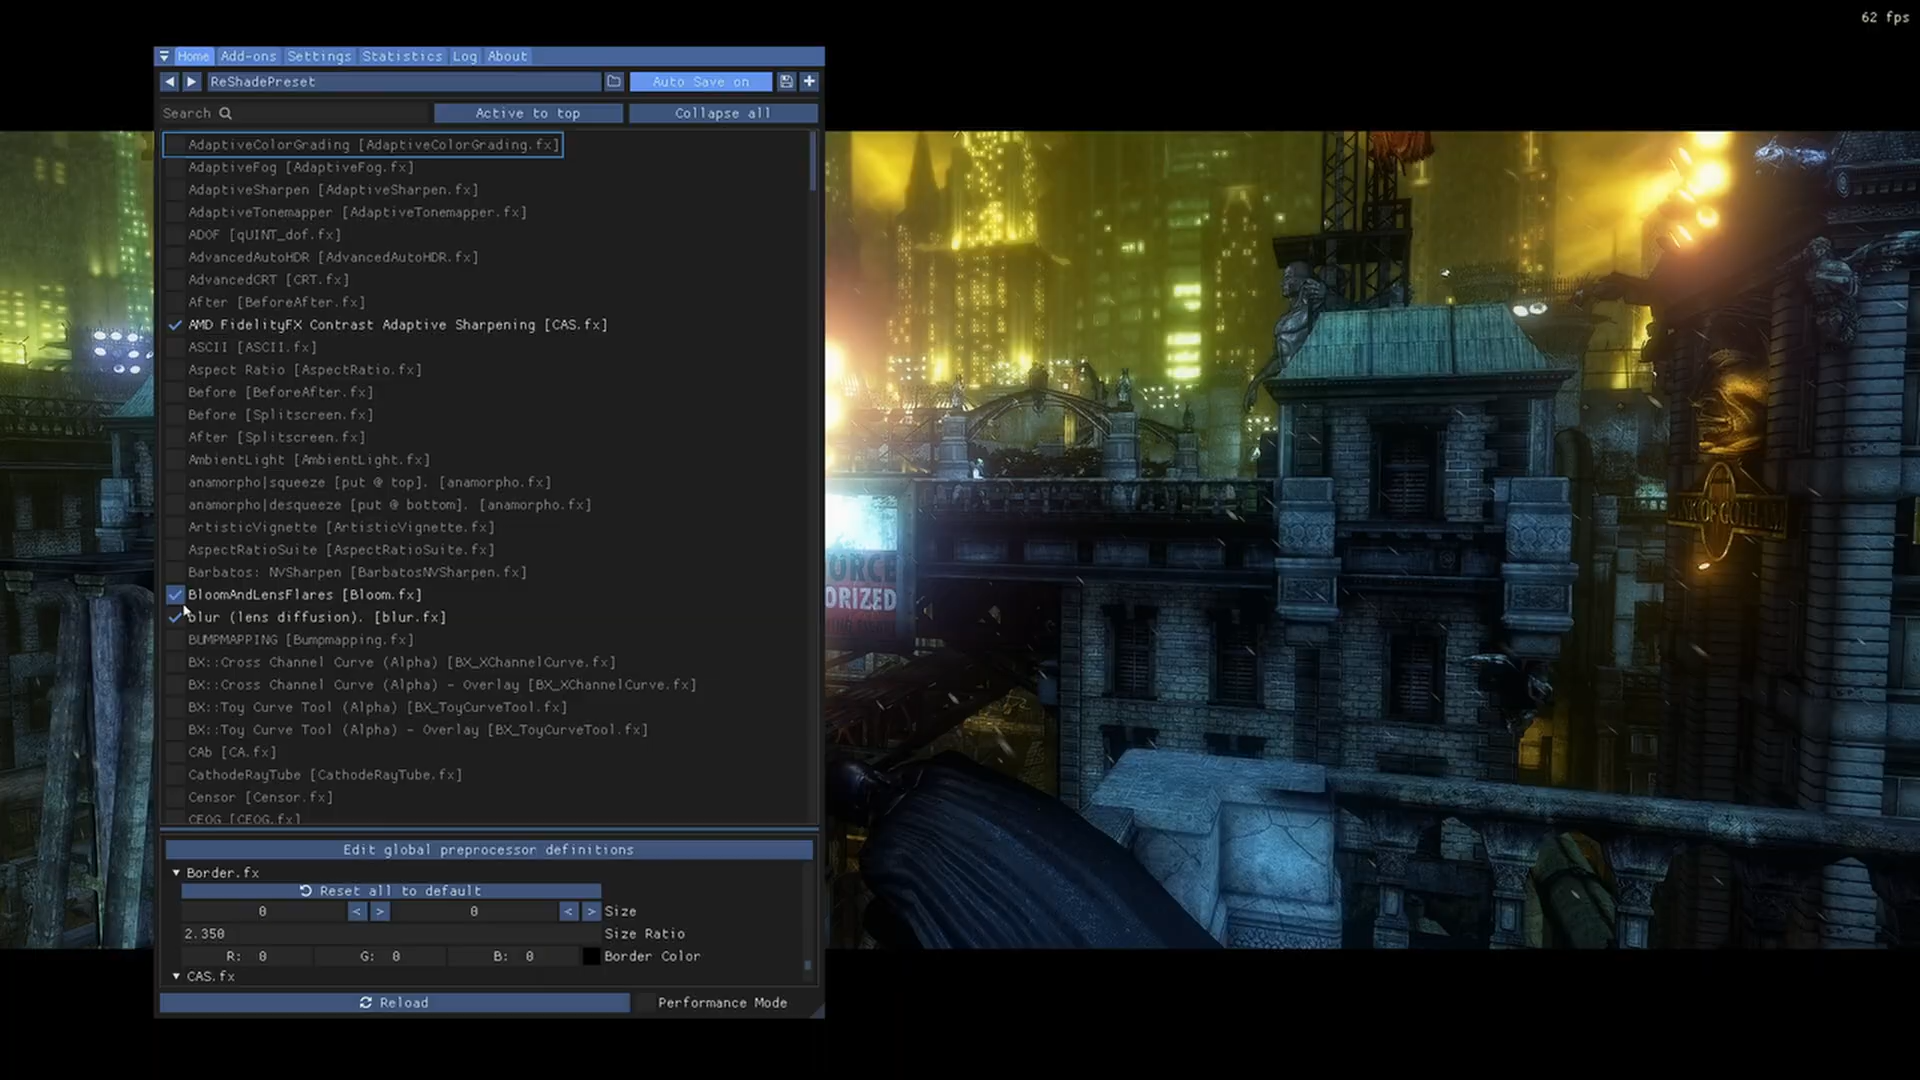 62 fps
Home Add-ons Settings Statistics Log About
ReShadePreset Auto Save on +
Search Active to top Collapse all
AdaptiveColorGrading [AdaptiveColorGrading.fx]
AdaptiveFog [AdaptiveFog.fx]
AdaptiveSharpen [AdaptiveSharpen.fx]
AdaptiveTonemapper [AdaptiveTonemapper.fx]
ADOF [qUINT_dof.fx]
AdvancedAutoHDR [AdvancedAutoHDR.fx]
AdvancedCRT [CRT.fx]
After [BeforeAfter.fx]
AMD FidelityFX Contrast Adaptive Sharpening [CAS.fx]
ASCII [ASCII.fx]
Aspect Ratio [AspectRatio.fx]
Before [BeforeAfter.fx]
Before [Splitscreen.fx]
After [Splitscreen.fx]
AmbientLight [AmbientLight.fx]
anamorpho|squeeze [put @ top]. [anamorpho.fx]
anamorpho|desqueeze [put @ bottom]. [anamorpho.fx]
ArtisticVignette [ArtisticVignette.fx]
AspectRatioSuite [AspectRatioSuite.fx]
Barbatos: NVSharpen [BarbatosNVSharpen.fx]
BloomAndLensFlares [Bloom.fx]
blur (lens diffusion). [blur.fx]
BUMPMAPPING [Bumpmapping.fx]
BX::Cross Channel Curve (Alpha) [BX_XChannelCurve.fx]
BX::Cross Channel Curve (Alpha) - Overlay [BX_XChannelCurve.fx]
BX::Toy Curve Tool (Alpha) [BX_ToyCurveTool.fx]
BX::Toy Curve Tool (Alpha) - Overlay [BX_ToyCurveTool.fx]
CAb [CA.fx]
CathodeRayTube [CathodeRayTube.fx]
Censor [Censor.fx]
CEOG [CEOG.fx]
Edit global preprocessor definitions
Border.fx
Reset all to default
0 < > 0 < > Size
2.350 Size Ratio
R: 0 G: 0 B: 0 Border Color
CAS.fx
Reload Performance Mode
ORCE
ORIZED
NK OF GOTHAM